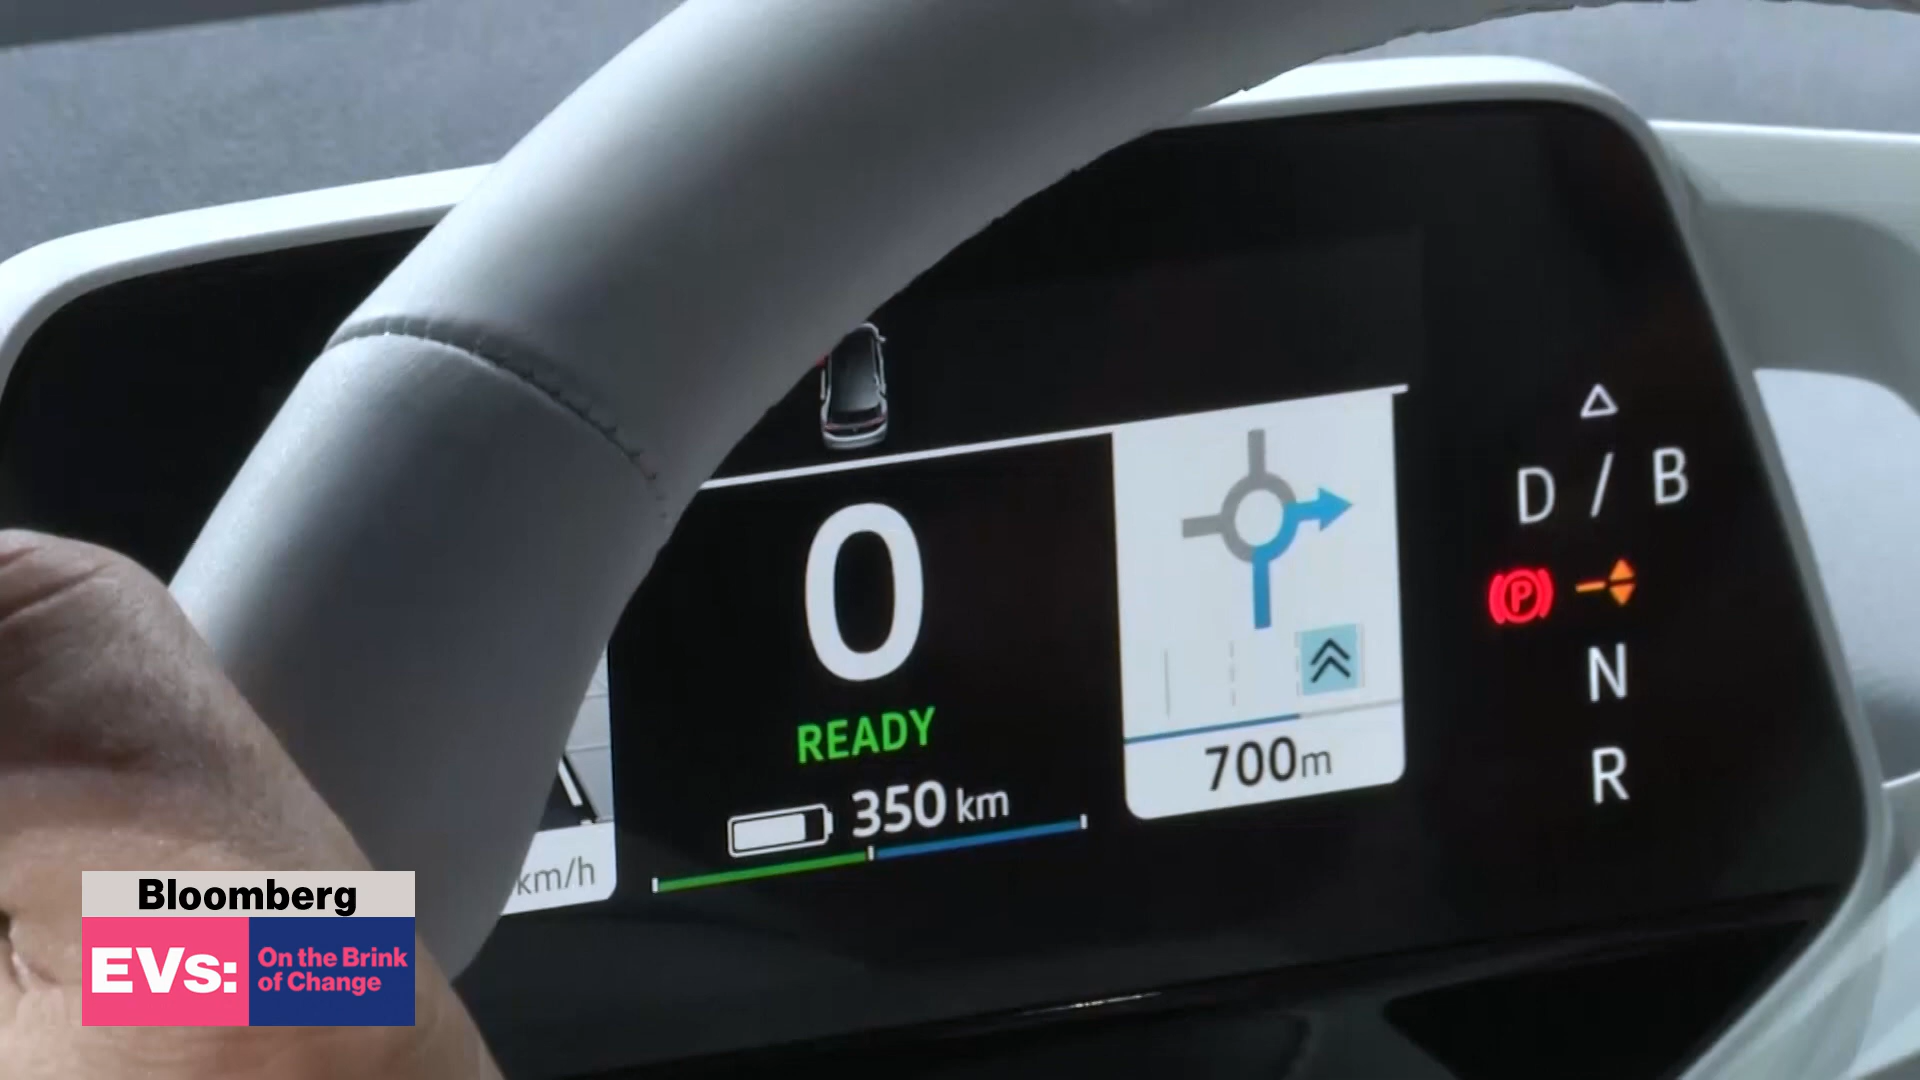 D / B
0
P
READY
N
700m
R
350 km
km/h
Bloomberg
EVs:
On the Brink
of Change